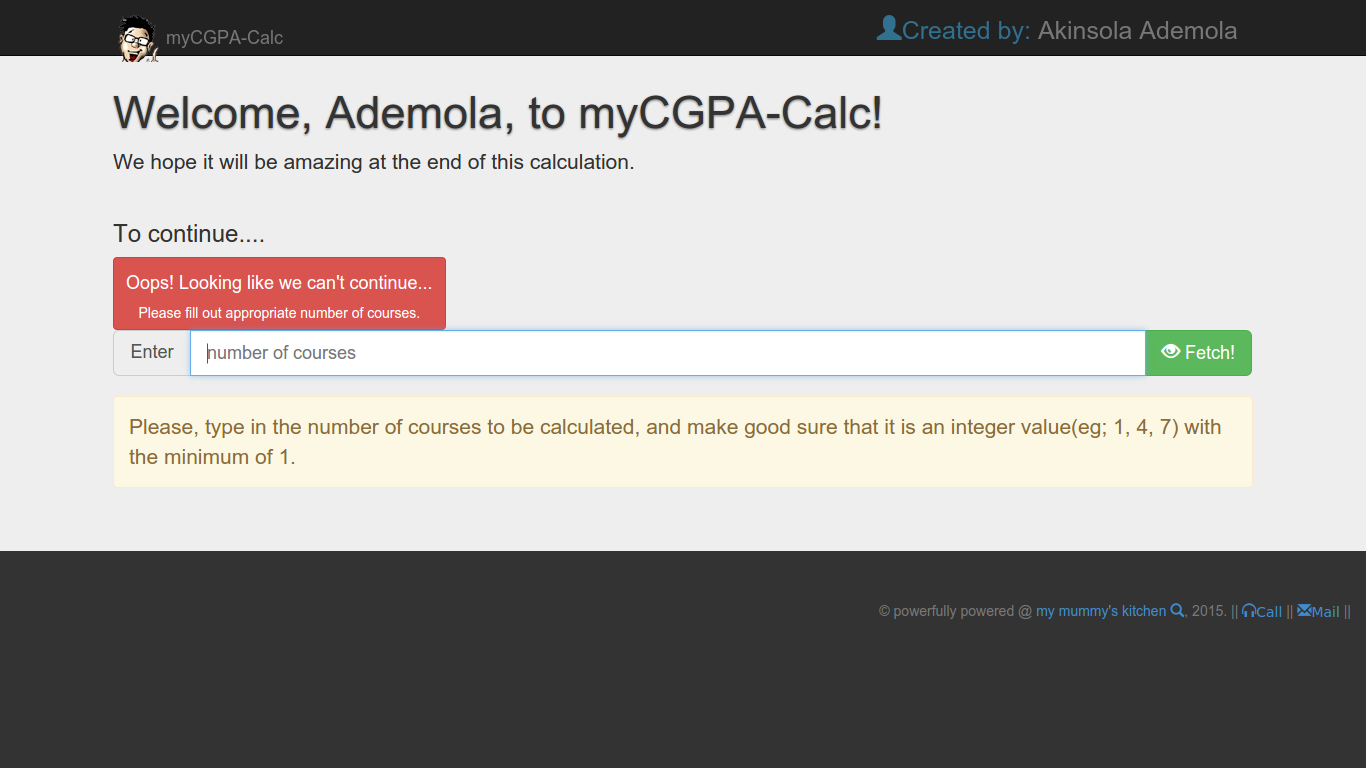 myCGPA-Calc
Created by: Akinsola Ademola
Welcome, Ademola, to myCGPA-Calc!
We hope it will be amazing at the end of this calculation.
To continue....
Oops! Looking like we can't continue...
Please fill out appropriate number of courses.
Enter
number of courses
Fetch!
Please, type in the number of courses to be calculated, and make good sure that it is an integer value(eg; 1, 4, 7) with
the minimum of 1.
© powerfully powered @ my mummy's kitchen , 2015. || Call || Mail ||